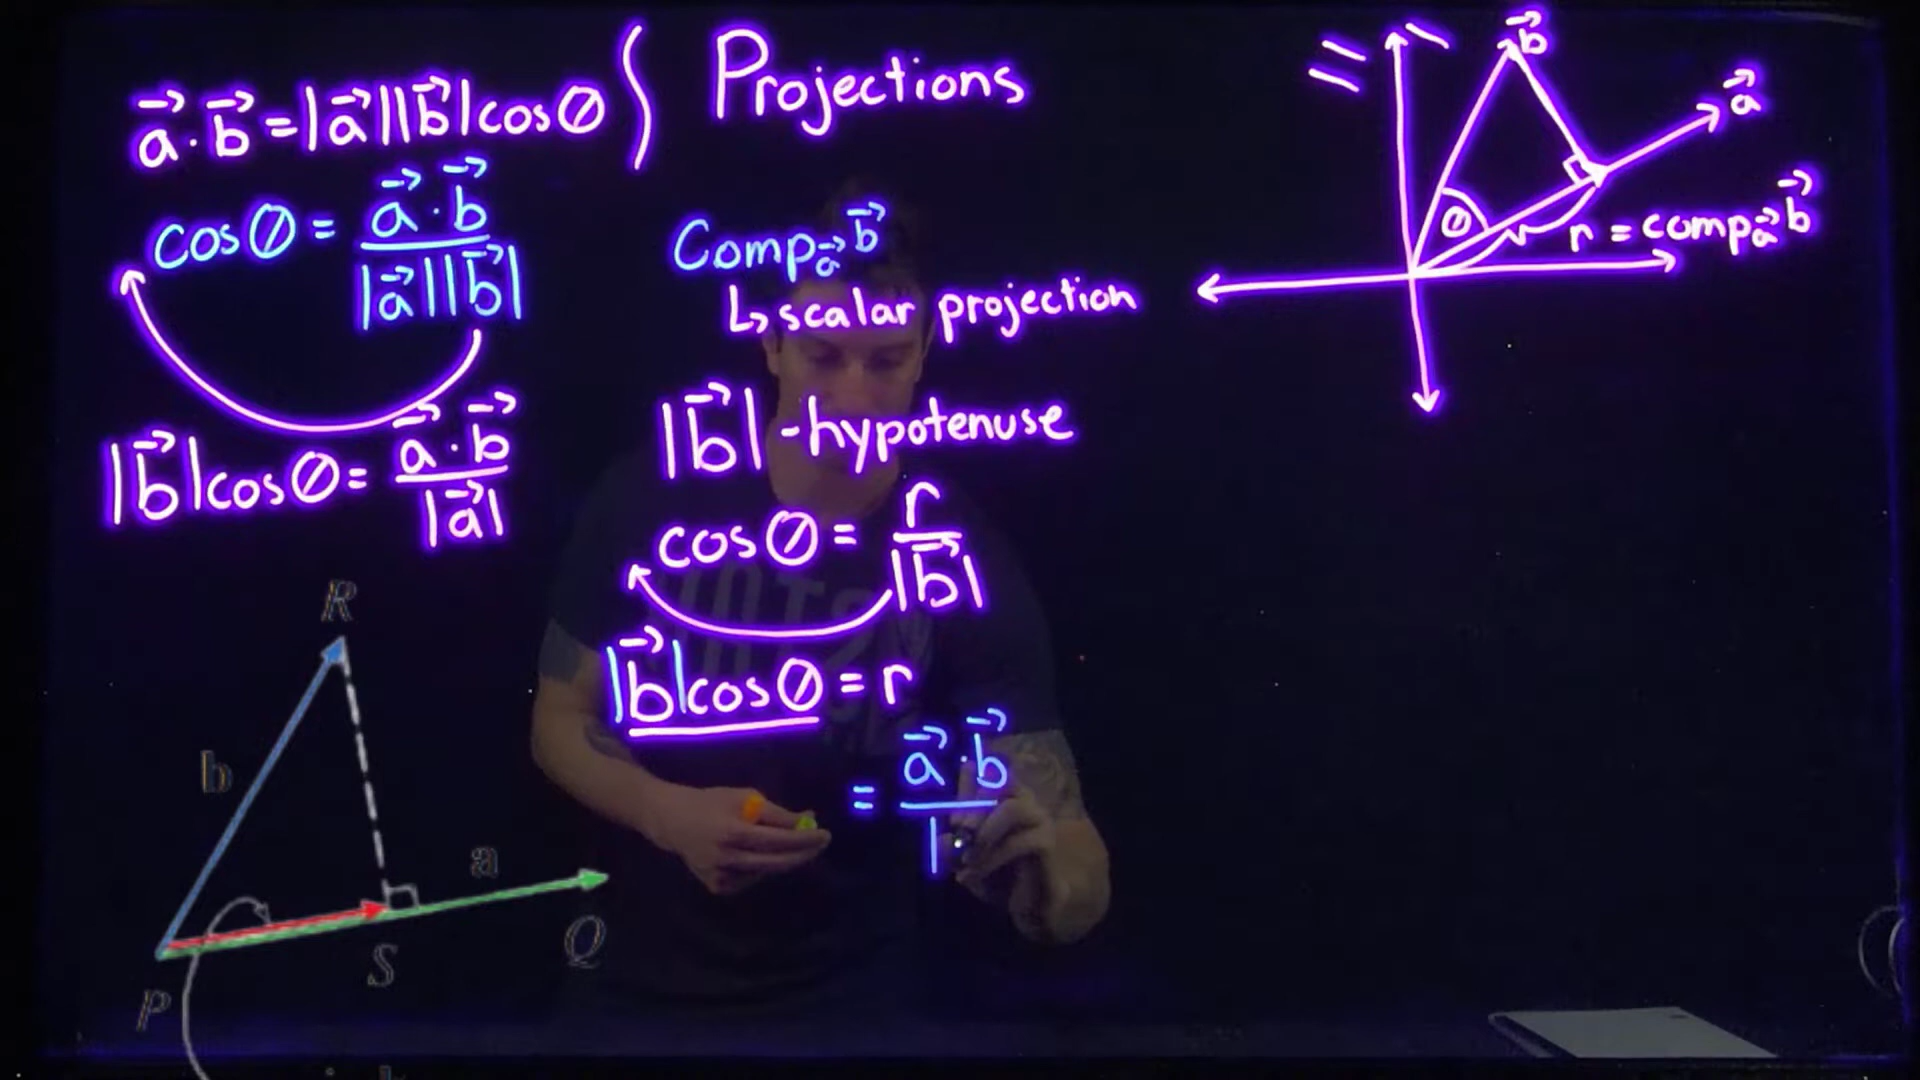 a⃗ · b⃗ = |a⃗||b⃗|cosθ
Projections
cosθ = a⃗ · b⃗ / |a⃗||b⃗|
|b⃗|cosθ = a⃗ · b⃗ / |a⃗|
Comp_a⃗ b⃗
↳ scalar projection
|b⃗| - hypotenuse
cosθ = r / |b⃗|
|b⃗|cosθ = r
= a⃗ · b⃗ / |
b⃗
a⃗
θ
r = comp_a⃗ b⃗
R
b
a
S
Q
P